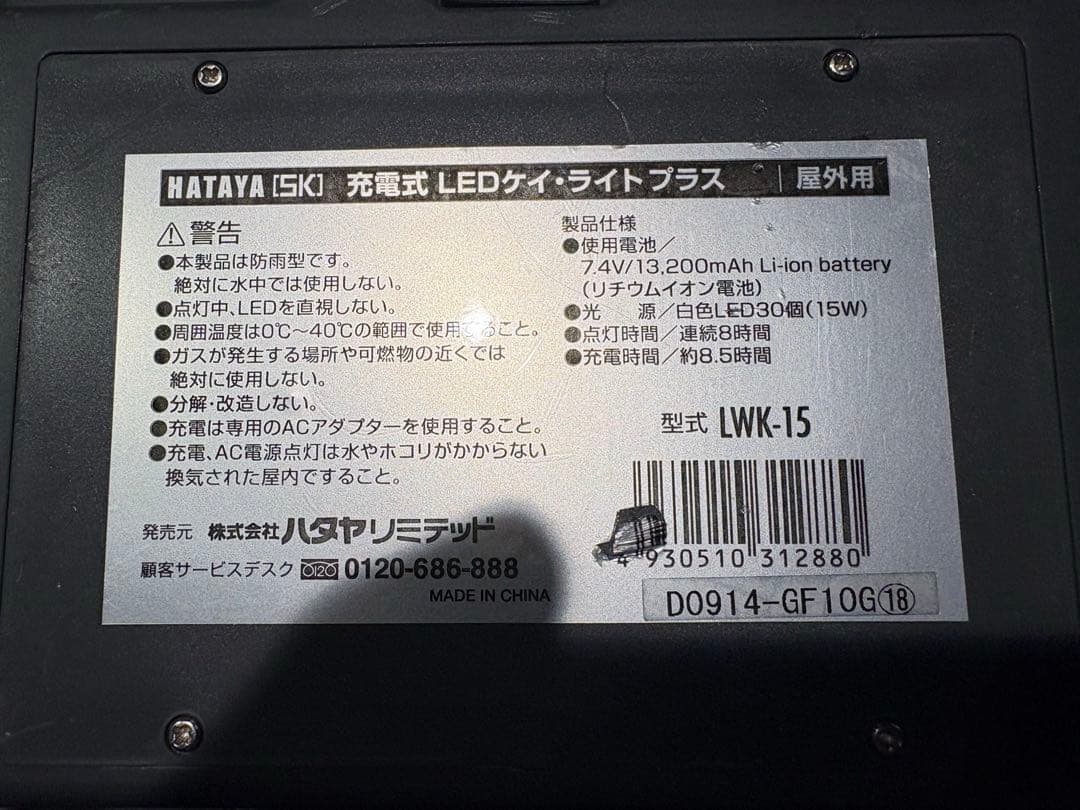 HATAYA [SK] 充電式 LEDケイ・ライトプラス 屋外用
⚠警告
●本製品は防雨型です。
絶対に水中では使用しない。
●点灯中、LEDを直視しない。
●周囲温度は0℃〜40℃の範囲で使用すること。
●ガスが発生する場所や可燃物の近くでは
絶対に使用しない。
●分解・改造しない。
●充電は専用のACアダプターを使用すること。
●充電、AC電源点灯は水やホコリがかからない
換気された屋内ですること。
発売元 株式会社ハタヤリミテッド
顧客サービスデスク 0120 0120-686-888
MADE IN CHINA
製品仕様
●使用電池／
7.4V/13,200mAh Li-ion battery
(リチウムイオン電池)
●光 源／白色LED30個(15W)
●点灯時間／連続8時間
●充電時間／約8.5時間
型式 LWK-15
4 930510 312880
D0914-GF10G⑱